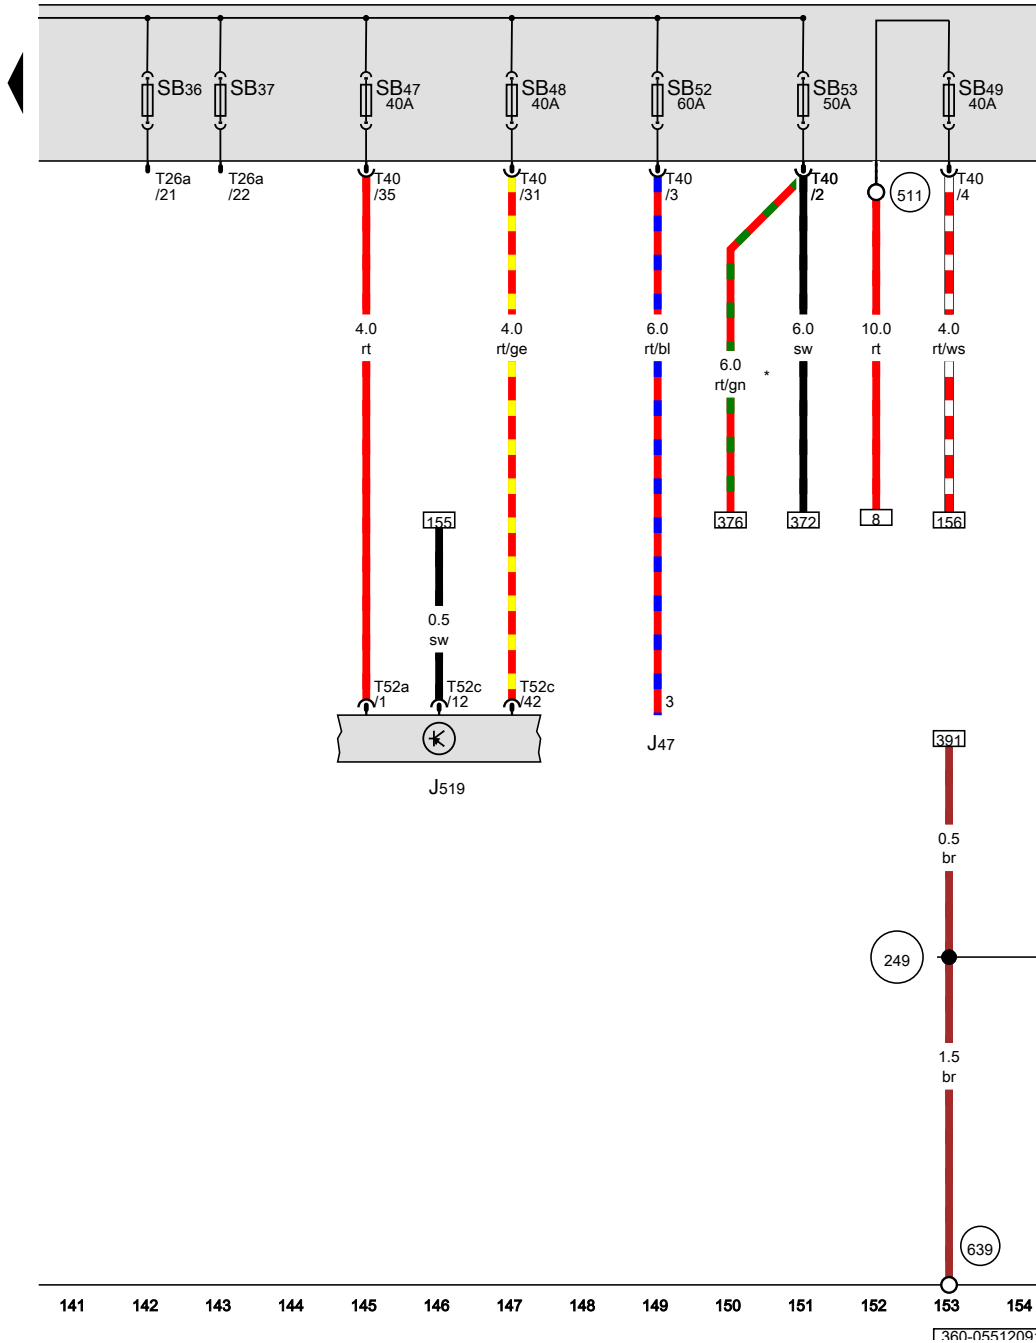 SB36
SB37
SB47
40A
SB48
40A
SB52
60A
SB53
50A
SB49
40A
T26a
/21
T26a
/22
T40
/35
T40
/31
T40
/3
T40
/2
511
T40
/4
4.0
rt
4.0
rt/ge
6.0
rt/bl
6.0
rt/gn
*
6.0
sw
10.0
rt
4.0
rt/ws
155
376
372
8
156
0.5
sw
T52a
/1
T52c
/12
T52c
/42
3
J519
J47
391
0.5
br
249
1.5
br
639
141 142 143 144 145 146 147 148 149 150 151 152 153 154
360-0551209